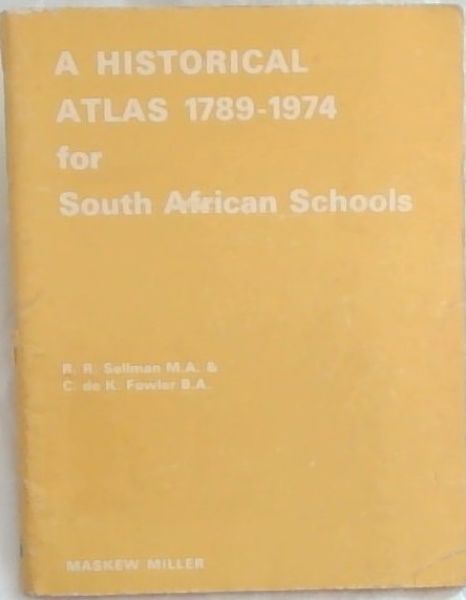 A HISTORICAL
ATLAS 1789-1974
for
South African Schools
R. R. Sellman M.A. &
C. de K. Fowler B.A.
MASKEW MILLER